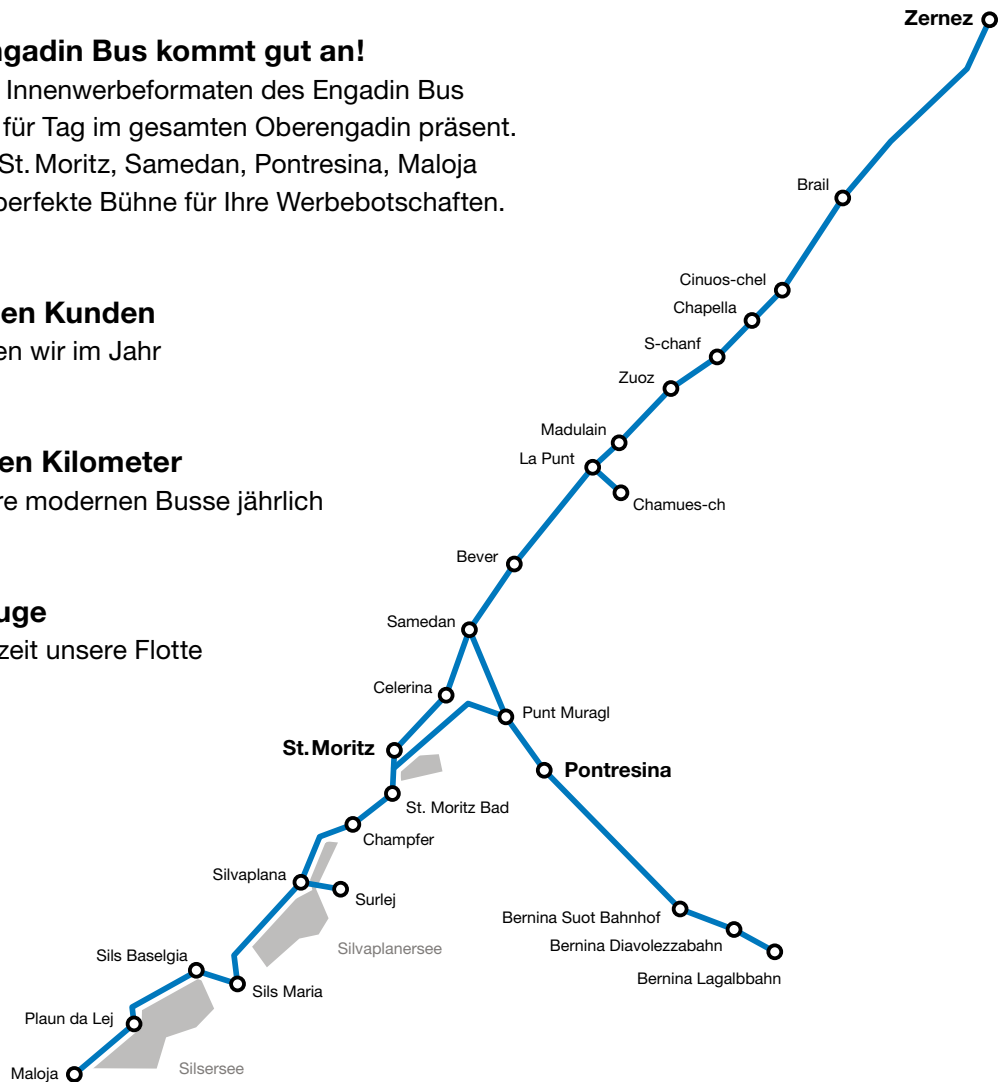 ngadin Bus kommt gut an!
Innenwerbeformaten des Engadin Bus
für Tag im gesamten Oberengadin präsent.
St. Moritz, Samedan, Pontresina, Maloja
perfekte Bühne für Ihre Werbebotschaften.
en Kunden
en wir im Jahr
en Kilometer
re modernen Busse jährlich
uge
zeit unsere Flotte
Zernez
Brail
Cinuos-chel
Chapella
S-chanf
Zuoz
Madulain
La Punt
Chamues-ch
Bever
Samedan
Celerina
Punt Muragl
St. Moritz
Pontresina
St. Moritz Bad
Champfer
Silvaplana
Surlej
Bernina Suot Bahnhof
Bernina Diavolezzabahn
Bernina Lagalbbahn
Silvaplanersee
Sils Baselgia
Sils Maria
Plaun da Lej
Silsersee
Maloja